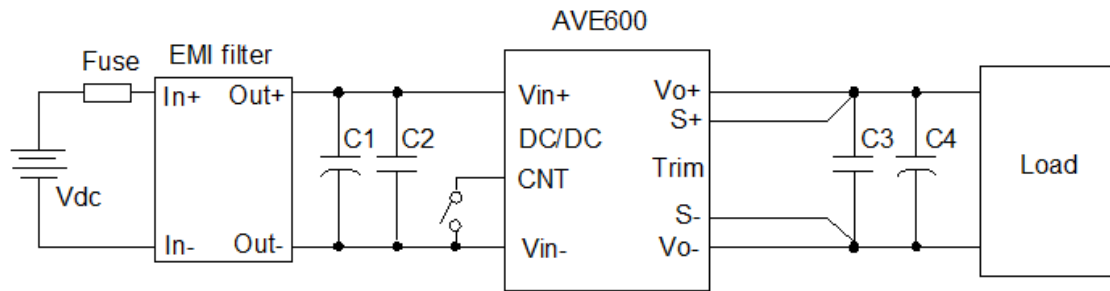 AVE600
Fuse
EMI filter
In+
Out+
In-
Out-
Vdc
C1
C2
Vin+
DC/DC
CNT
Vin-
Vo+
S+
Trim
S-
Vo-
C3
C4
Load